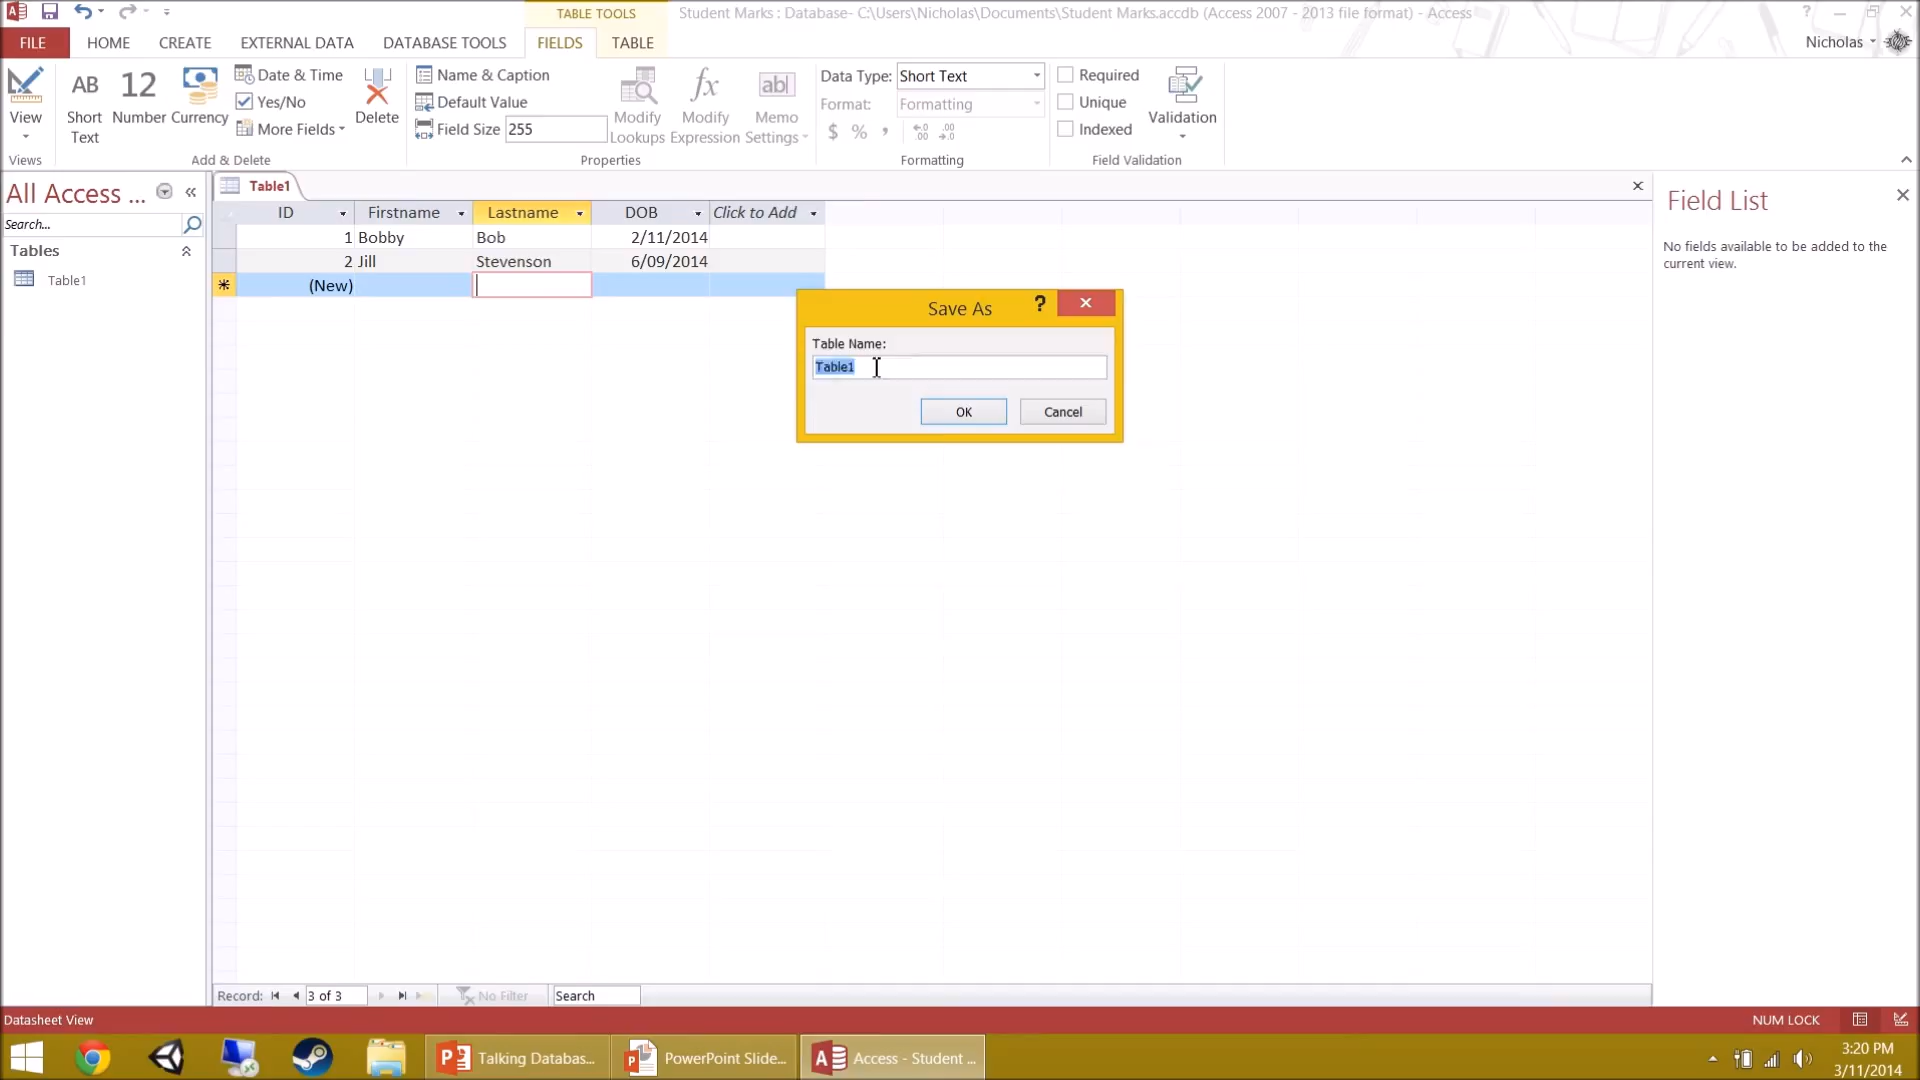 TABLE TOOLS
Student Marks : Database- C:\Users\Nicholas\Documents\Student Marks.accdb (Access 2007 - 2013 file format) - Access
?
FILE
HOME
CREATE
EXTERNAL DATA
DATABASE TOOLS
FIELDS
TABLE
Nicholas
View
Views
AB
Short
Text
12
Number
Currency
Date & Time
Yes/No
More Fields
Delete
Add & Delete
Name & Caption
Default Value
Field Size 255
Modify
Lookups
fx
Modify
Expression
ab|
Memo
Settings
Properties
Data Type: Short Text
Format: Formatting
$ % ,
Formatting
Required
Unique
Indexed
Validation
Field Validation
All Access ...
Search...
Tables
Table1
Table1
ID Firstname Lastname DOB Click to Add
1 Bobby Bob 2/11/2014
2 Jill Stevenson 6/09/2014
(New)
Save As
?
Table Name:
Table1
OK
Cancel
Field List
No fields available to be added to the
current view.
Record: 3 of 3 No Filter Search
Datasheet View
NUM LOCK
Talking Databas...
PowerPoint Slide...
Access - Student ...
3:20 PM
3/11/2014